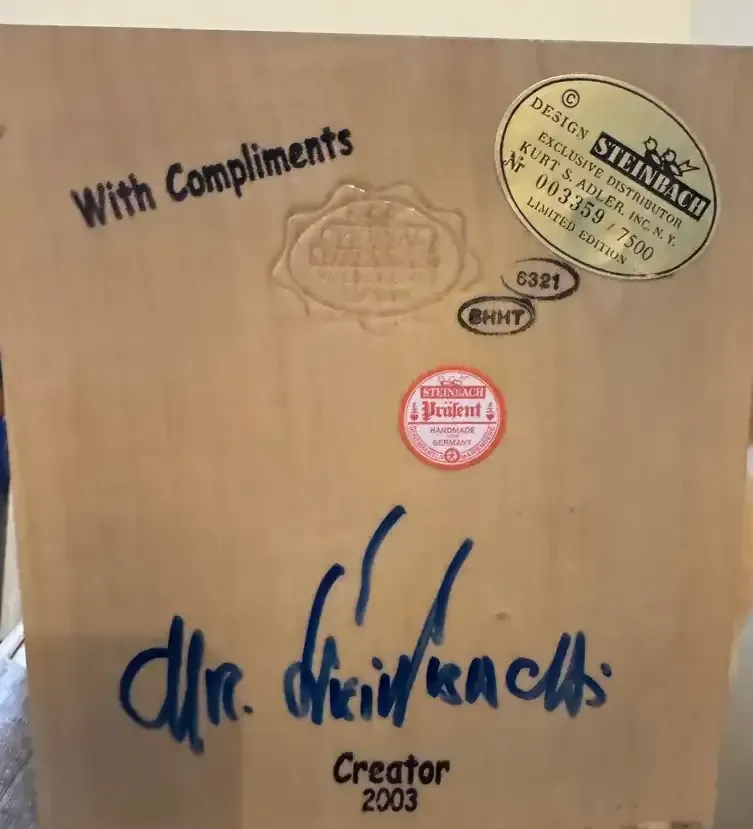 With Compliments
©
DESIGN
STEINBACH
EXCLUSIVE DISTRIBUTOR
KURT S. ADLER, INC. N. Y.
Nr 003359 / 7500
LIMITED EDITION
6321
BHHT
STEINBACH
Präsent
HANDMADE
GERMANY
Mr. Steinbach
Creator
2003